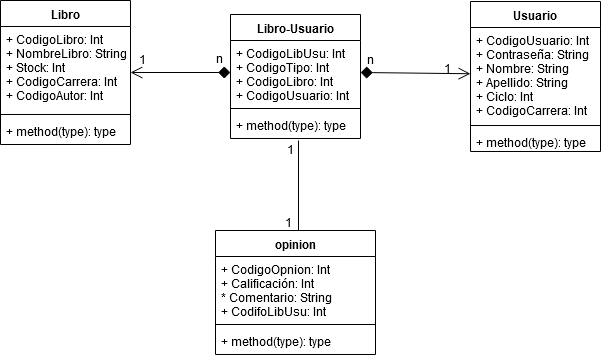 Libro
+ CodigoLibro: Int
+ NombreLibro: String
+ Stock: Int
+ CodigoCarrera: Int
+ CodigoAutor: Int
+ method(type): type
1
n
Libro-Usuario
+ CodigoLibUsu: Int
+ CodigoTipo: Int
+ CodigoLibro: Int
+ CodigoUsuario: Int
+ method(type): type
n
1
Usuario
+ CodigoUsuario: Int
+ Contraseña: String
+ Nombre: String
+ Apellido: String
+ Ciclo: Int
+ CodigoCarrera: Int
+ method(type): type
1
1
opinion
+ CodigoOpnion: Int
+ Calificación: Int
* Comentario: String
+ CodifoLibUsu: Int
+ method(type): type